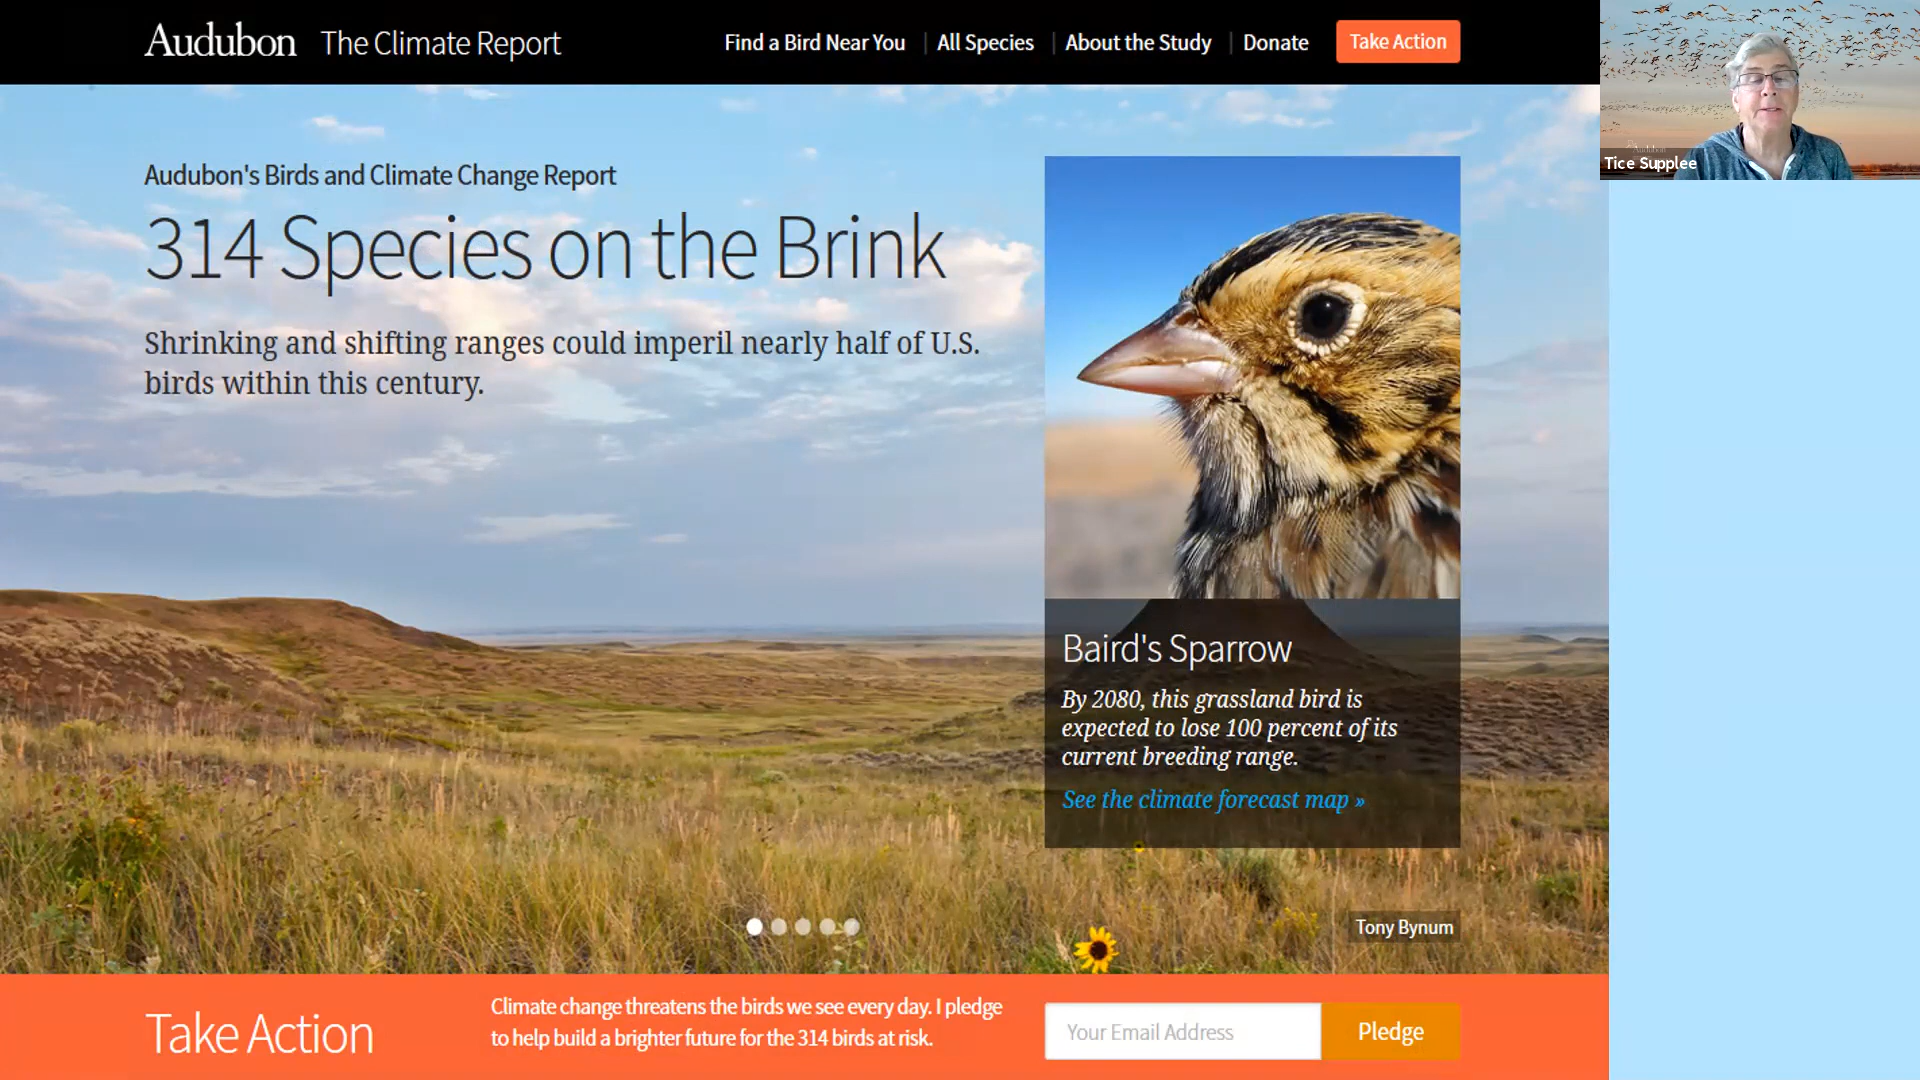 Audubon The Climate Report
Find a Bird Near You | All Species | About the Study | Donate Take Action
Audubon
Tice Supplee
Audubon's Birds and Climate Change Report
314 Species on the Brink
Shrinking and shifting ranges could imperil nearly half of U.S.
birds within this century.
Baird's Sparrow
By 2080, this grassland bird is
expected to lose 100 percent of its
current breeding range.
See the climate forecast map »
Tony Bynum
Take Action
Climate change threatens the birds we see every day. I pledge
to help build a brighter future for the 314 birds at risk.
Your Email Address
Pledge